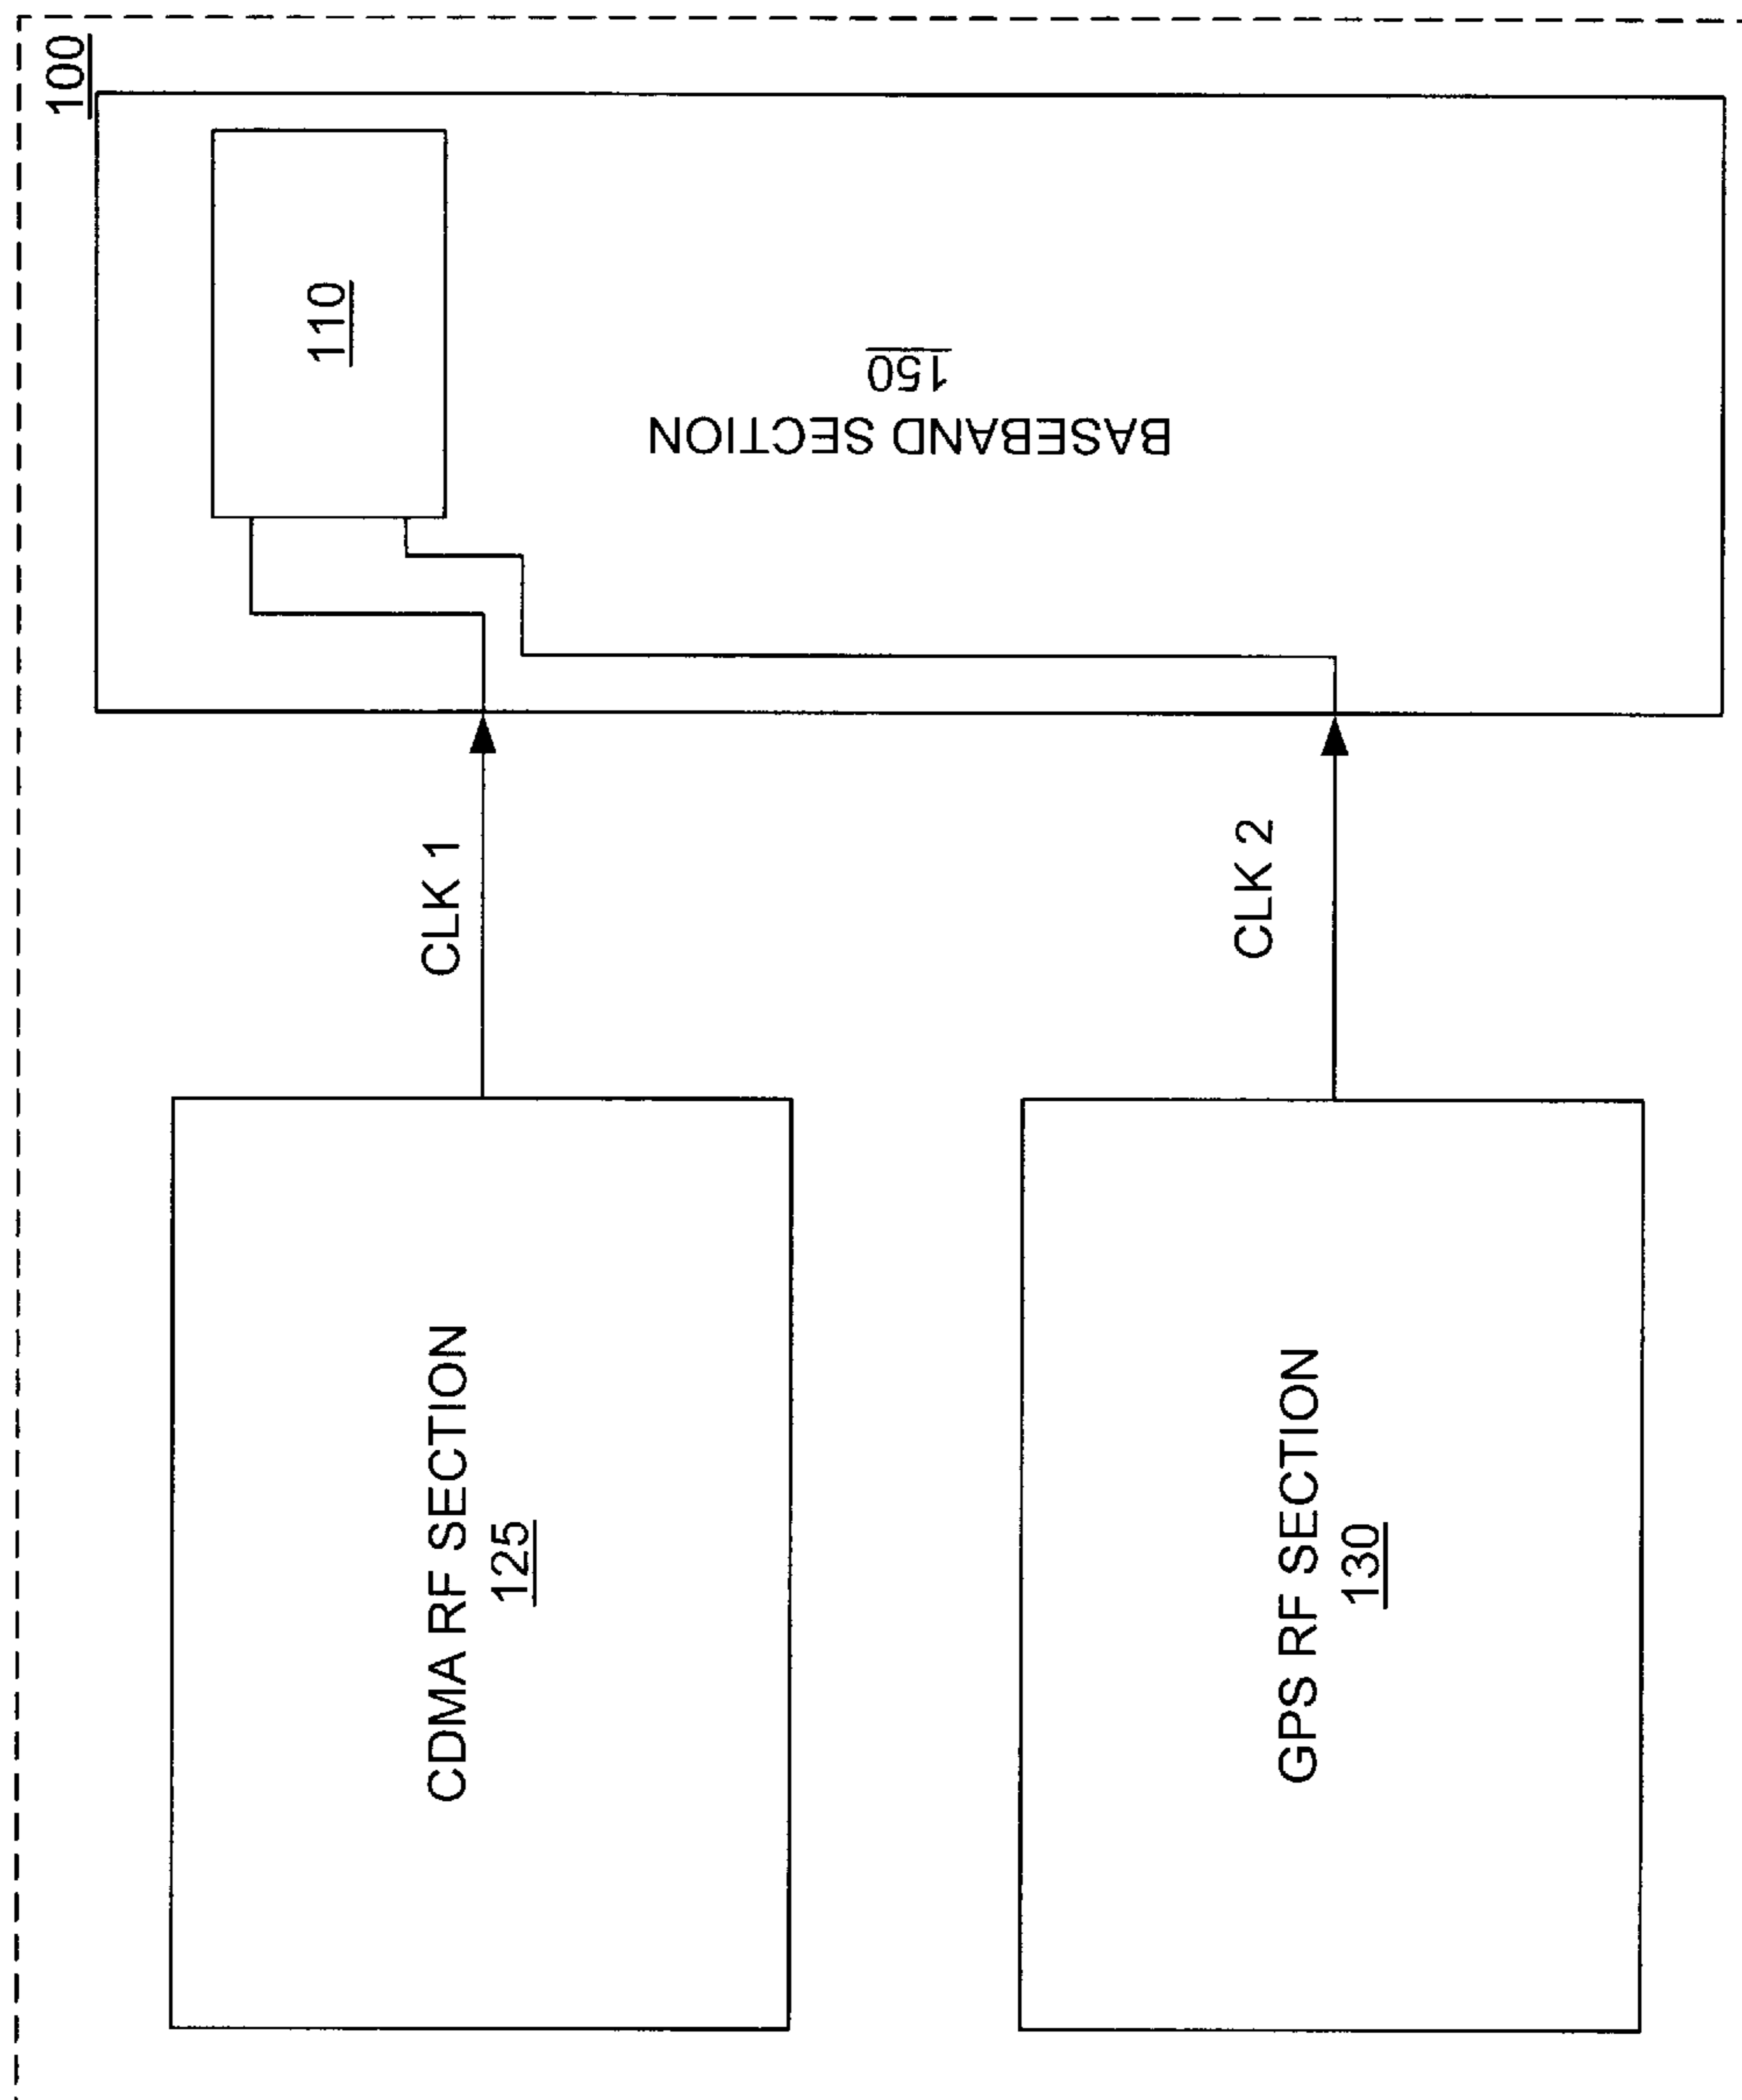 100
CDMA RF SECTION
125
CLK 1
110
BASEBAND SECTION
150
GPS RF SECTION
130
CLK 2